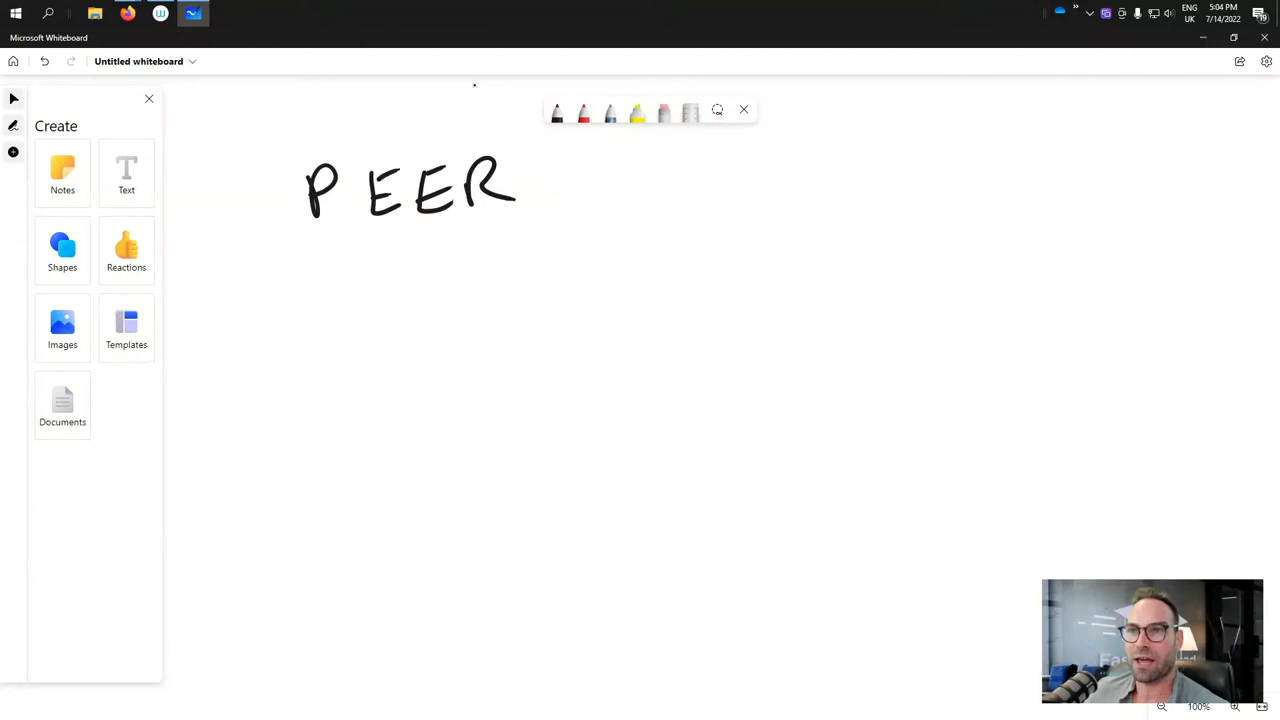 ENG
5:04 PM
UK
7/14/2022
19
Microsoft Whiteboard
Untitled whiteboard
Create
Notes
Text
Shapes
Reactions
Images
Templates
Documents
PEER
100%